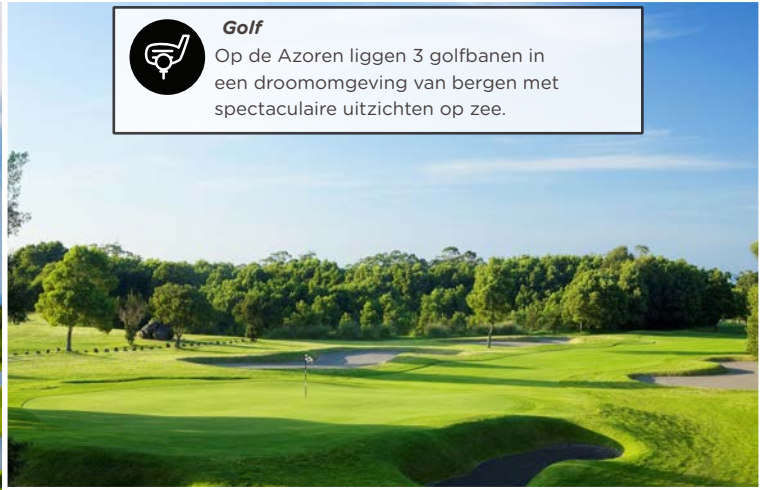 Golf
Op de Azoren liggen 3 golfbanen in
een droomomgeving van bergen met
spectaculaire uitzichten op zee.